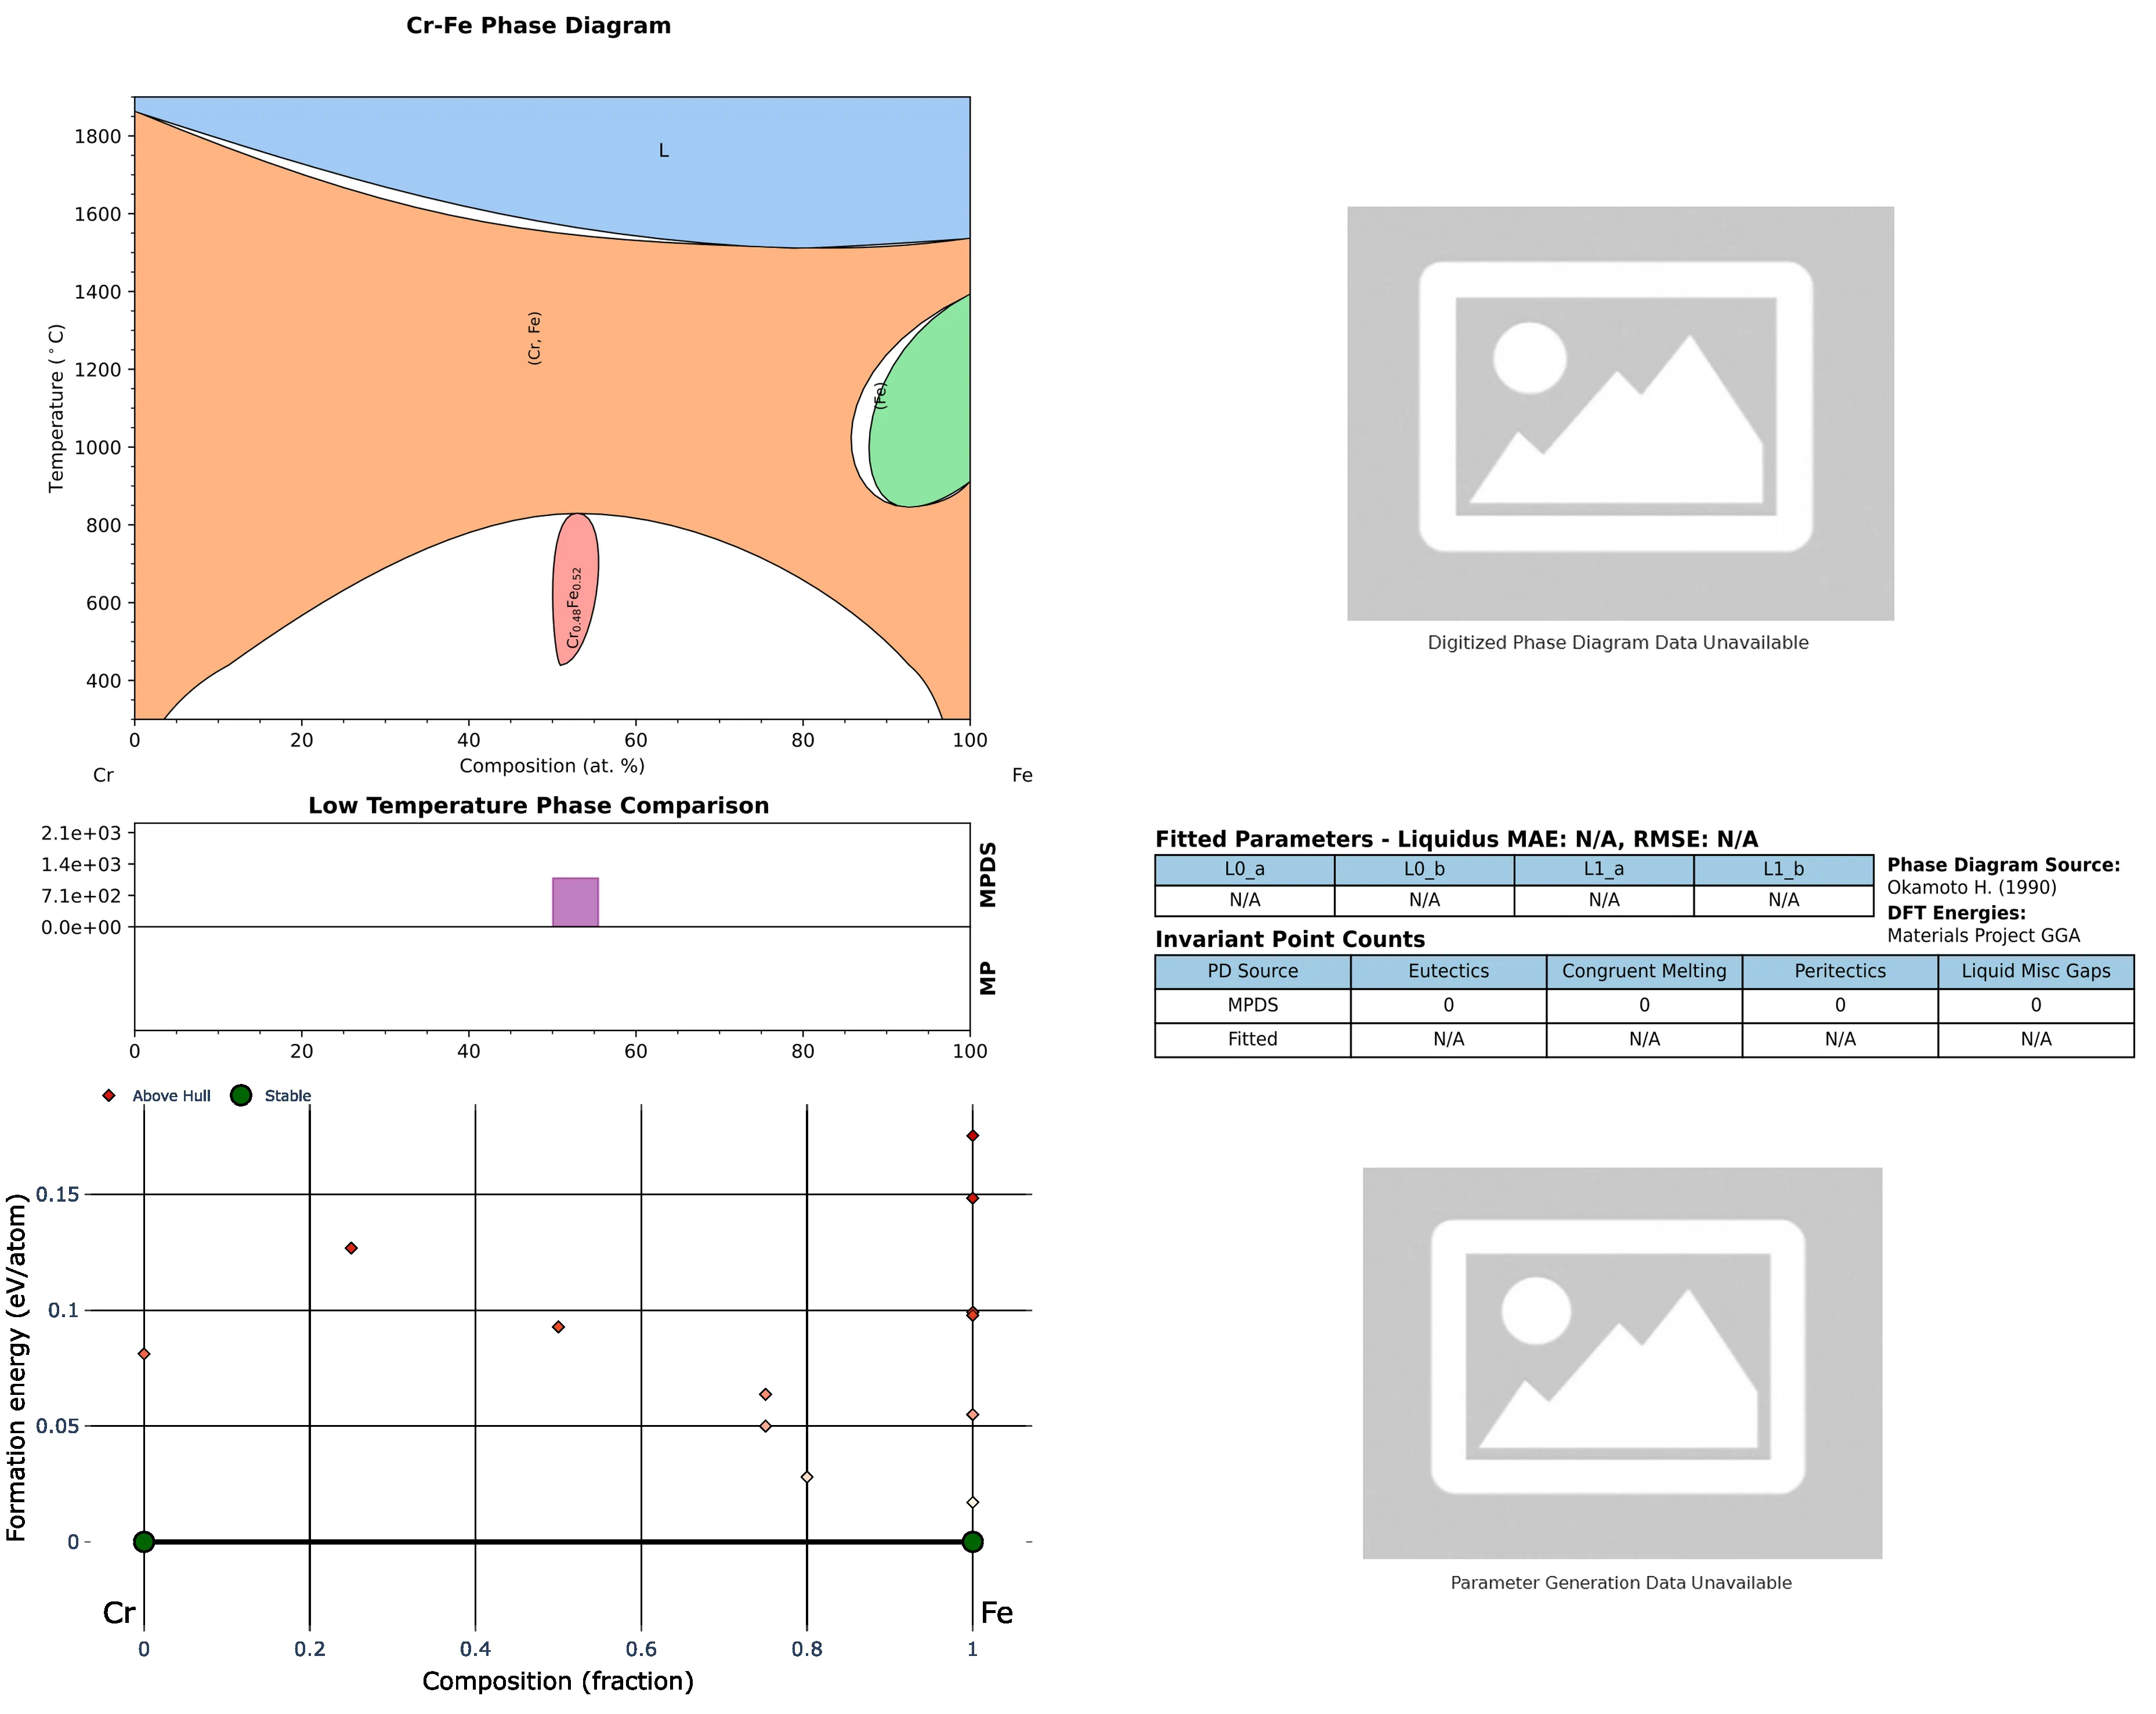 Cr-Fe Phase Diagram
1800
1600
1400
1200
1000
800
600
400
Temperature (°C)
L
(Cr, Fe)
(Fe)
Cr0.48Fe0.52
0 20 40 60 80 100
Composition (at. %)
Cr Fe
Digitized Phase Diagram Data Unavailable
Low Temperature Phase Comparison
2.1e+03
1.4e+03
7.1e+02
0.0e+00
MPDS
MP
0 20 40 60 80 100
Fitted Parameters - Liquidus MAE: N/A, RMSE: N/A
L0_a L0_b L1_a L1_b
N/A N/A N/A N/A
Phase Diagram Source:
Okamoto H. (1990)
DFT Energies:
Materials Project GGA
Invariant Point Counts
PD Source Eutectics Congruent Melting Peritectics Liquid Misc Gaps
MPDS 0 0 0 0
Fitted N/A N/A N/A N/A
Above Hull Stable
0.15
0.1
0.05
0
Formation energy (eV/atom)
Cr Fe
0 0.2 0.4 0.6 0.8 1
Composition (fraction)
Parameter Generation Data Unavailable